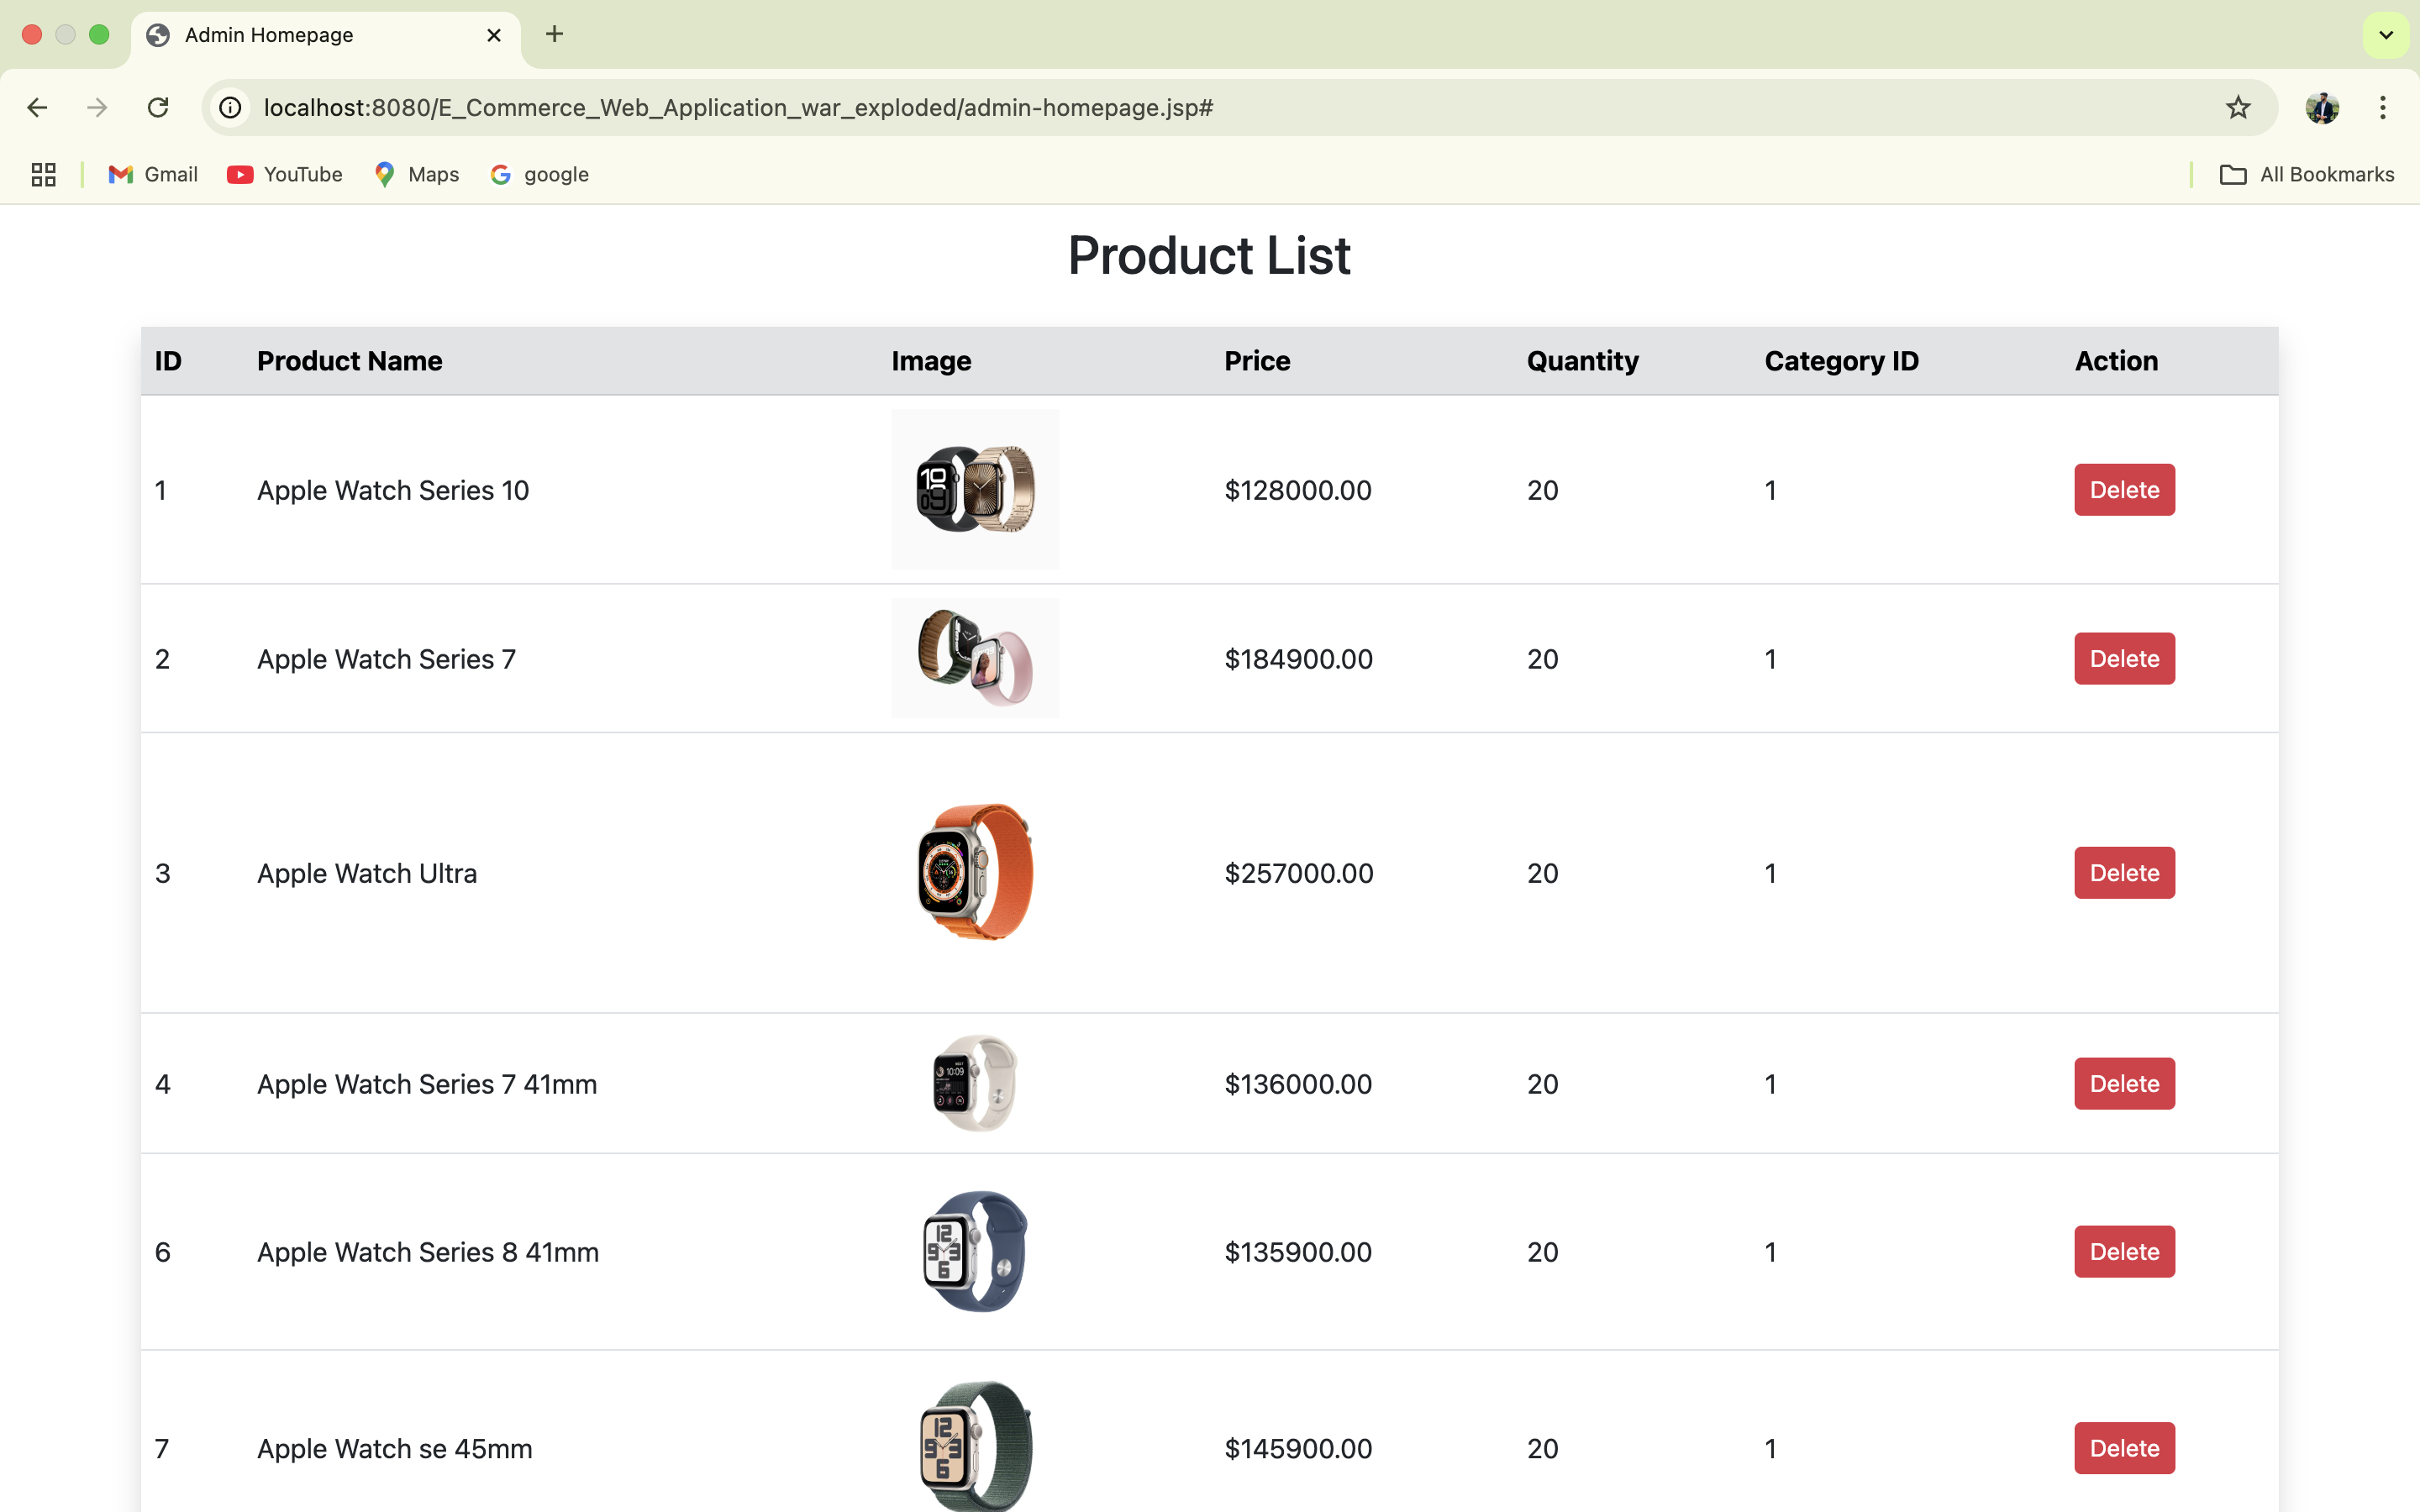 Admin Homepage
localhost:8080/E_Commerce_Web_Application_war_exploded/admin-homepage.jsp#
Gmail YouTube Maps google All Bookmarks
Product List
ID Product Name Image Price Quantity Category ID Action
1 Apple Watch Series 10 $128000.00 20 1 Delete
2 Apple Watch Series 7 $184900.00 20 1 Delete
3 Apple Watch Ultra $257000.00 20 1 Delete
4 Apple Watch Series 7 41mm $136000.00 20 1 Delete
6 Apple Watch Series 8 41mm $135900.00 20 1 Delete
7 Apple Watch se 45mm $145900.00 20 1 Delete